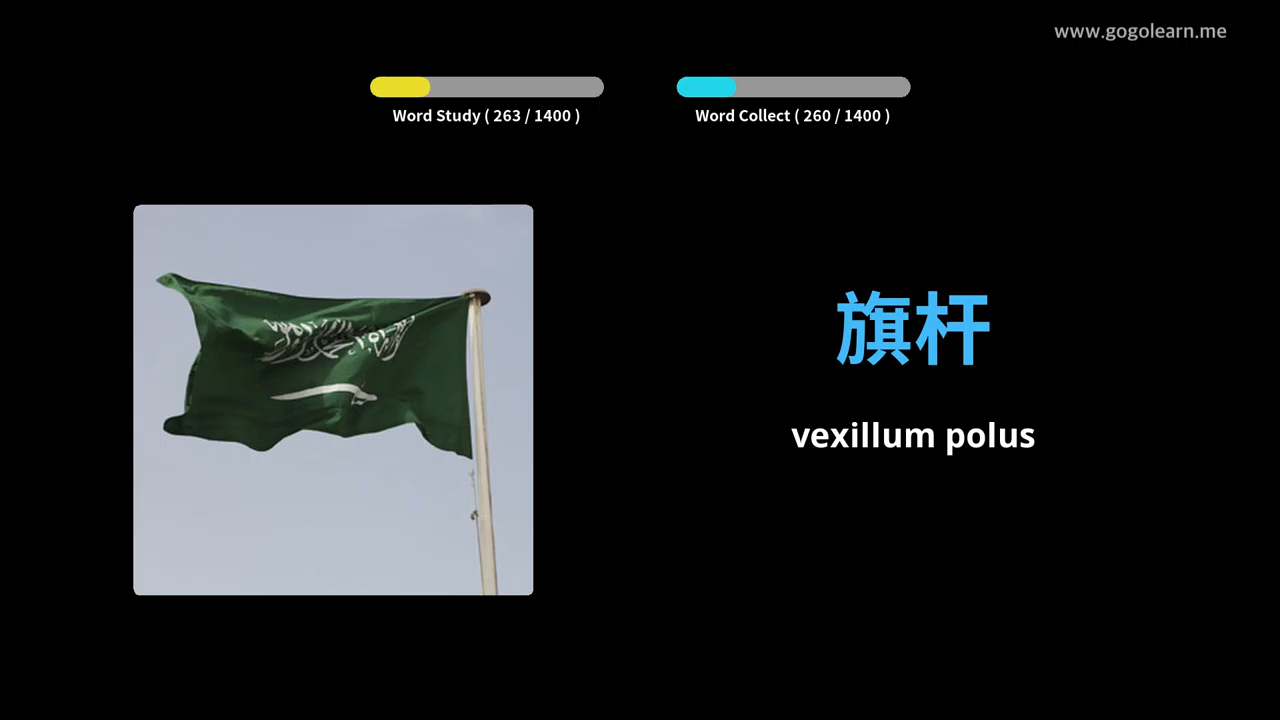 www.gogolearn.me
Word Study ( 263 / 1400 )
Word Collect ( 260 / 1400 )
旗杆
vexillum polus